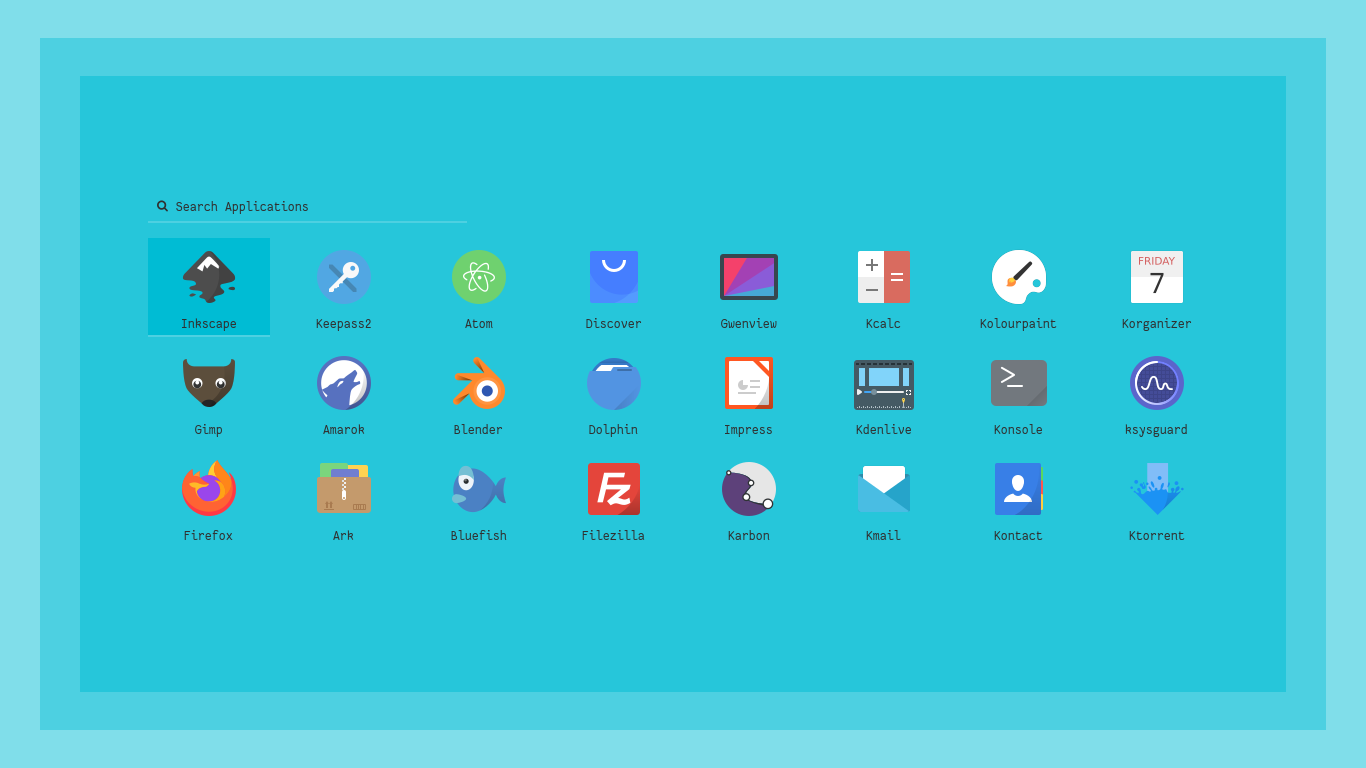 Search Applications
Inkscape
Keepass2
Atom
Discover
Gwenview
Kcalc
Kolourpaint
FRIDAY
7
Korganizer
Gimp
Amarok
Blender
Dolphin
Impress
Kdenlive
Konsole
ksysguard
Firefox
Ark
Bluefish
Fz
Filezilla
Karbon
Kmail
Kontact
Ktorrent